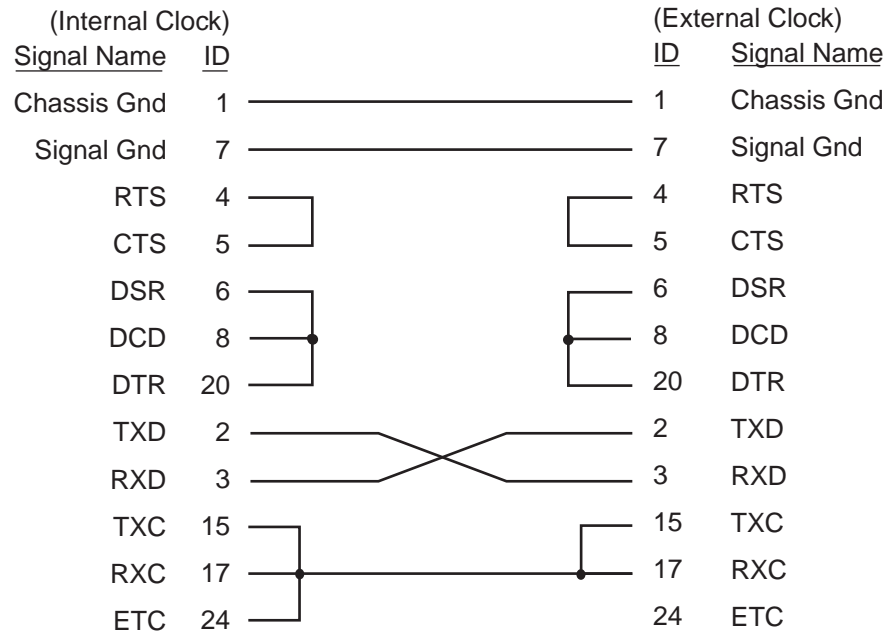 (Internal Clock) (External Clock)
Signal Name ID ID Signal Name
Chassis Gnd 1 1 Chassis Gnd
Signal Gnd 7 7 Signal Gnd
RTS 4 4 RTS
CTS 5 5 CTS
DSR 6 6 DSR
DCD 8 8 DCD
DTR 20 20 DTR
TXD 2 2 TXD
RXD 3 3 RXD
TXC 15 15 TXC
RXC 17 17 RXC
ETC 24 24 ETC